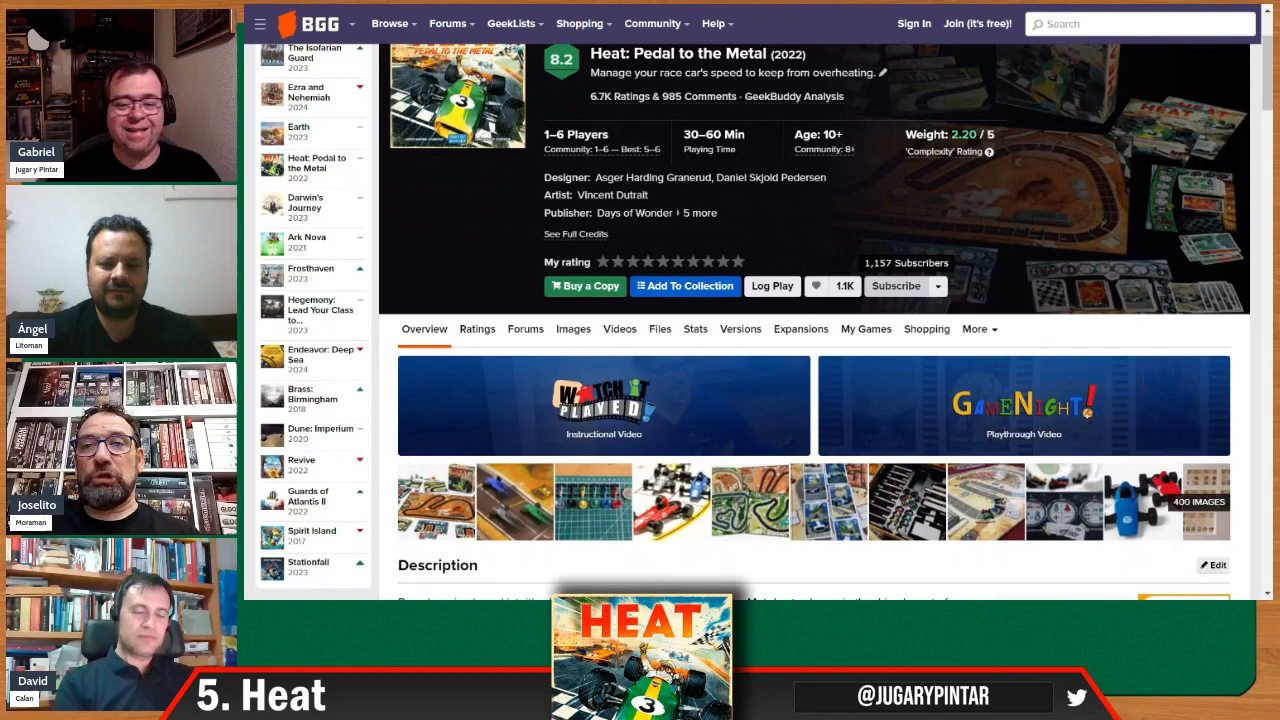 Gabriel
Jugar y Pintar
Ángel
Litoman
Joselito
Moraman
David
Calan
BGG
Browse
Forums
GeekLists
Shopping
Community
Help
Sign In
Join (it's free!)
Search
The Isofarian
Guard
2023
Ezra and
Nehemiah
2024
Earth
2023
Heat: Pedal to
the Metal
2022
Darwin's
Journey
2023
Ark Nova
2021
Frosthaven
2023
Hegemony:
Lead Your Class
to...
2023
Endeavor: Deep
Sea
2024
Brass:
Birmingham
2018
Dune: Imperium
2020
Revive
2022
Guards of
Atlantis II
2022
Spirit Island
2017
Stationfall
2023
PEDAL TO THE METAL
3
8.2
Heat: Pedal to the Metal (2022)
Manage your race car's speed to keep from overheating.
6.7K Ratings & 985 Comments · GeekBuddy Analysis
1–6 Players
Community: 1–6 — Best: 5–6
30–60 Min
Playing Time
Age: 10+
Community: 8+
Weight: 2.20 / 5
'Complexity' Rating
Designer: Asger Harding Granerud, Daniel Skjold Pedersen
Artist: Vincent Dutrait
Publisher: Days of Wonder + 5 more
See Full Credits
My rating
1,157 Subscribers
Buy a Copy
Add To Collection
Log Play
1.1K
Subscribe
HEAT
Overview
Ratings
Forums
Images
Videos
Files
Stats
Versions
Expansions
My Games
Shopping
More
WATCH IT
PLAYED
Instructional Video
GAMENIGHT!
Playthrough Video
400 IMAGES
Description
Edit
HEAT
3
5. Heat
@JUGARYPINTAR